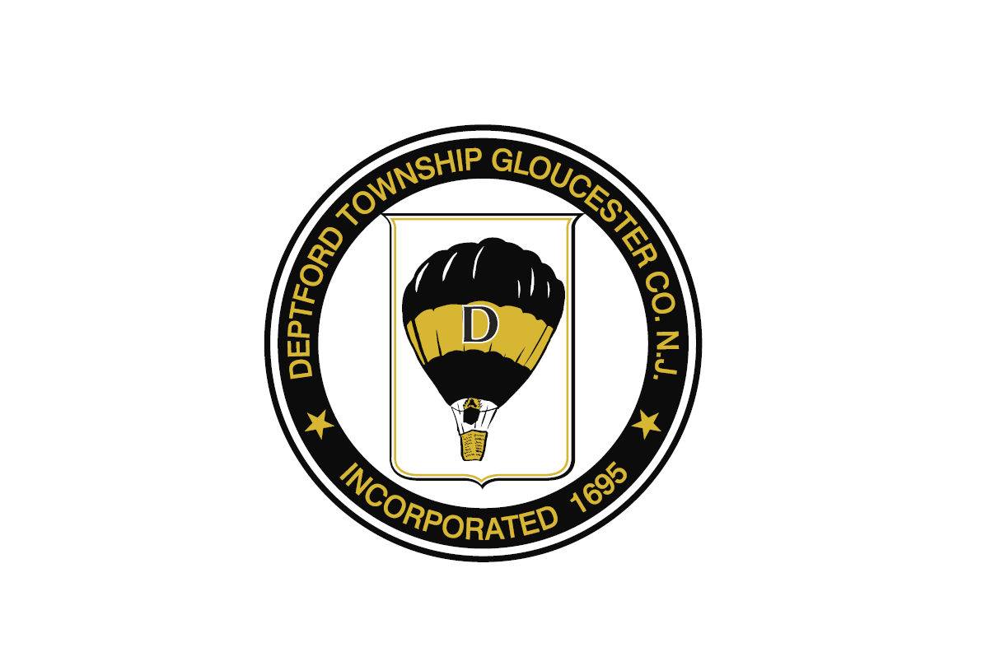 DEPTFORD TOWNSHIP GLOUCESTER CO. N.J.
D
INCORPORATED 1695